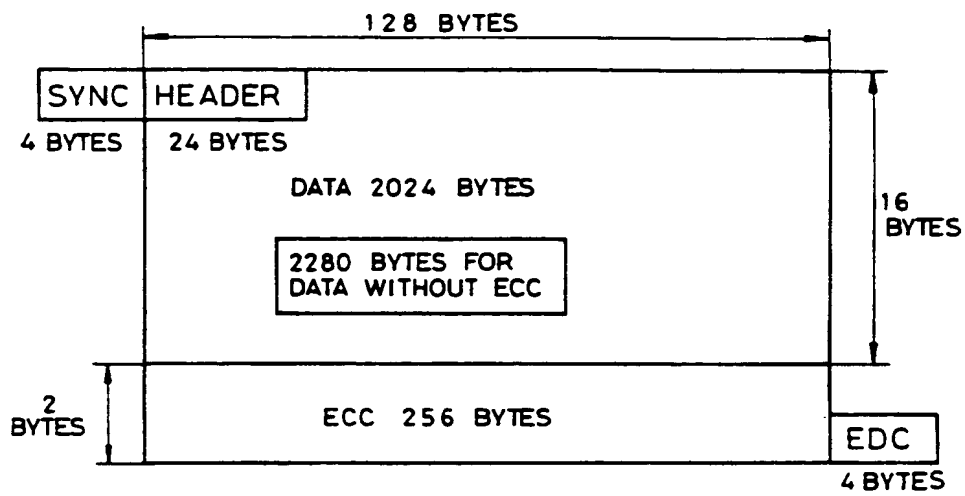 128 BYTES
SYNC HEADER
4 BYTES 24 BYTES
DATA 2024 BYTES
16
BYTES
2280 BYTES FOR
DATA WITHOUT ECC
2
BYTES
ECC 256 BYTES
EDC
4 BYTES